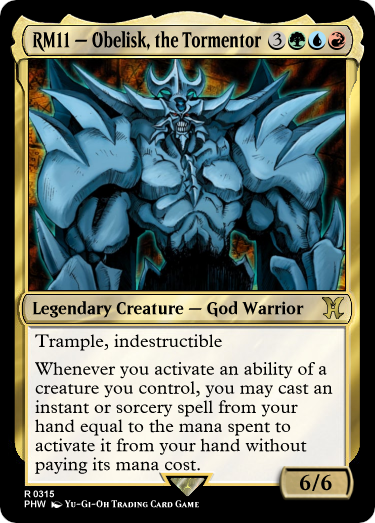 RM11 — Obelisk, the Tormentor 3
Legendary Creature — God Warrior
Trample, indestructible
Whenever you activate an ability of a
creature you control, you may cast an
instant or sorcery spell from your
hand equal to the mana spent to
activate it from your hand without
paying its mana cost.
6/6
R 0315
PHW Yu-Gi-Oh Trading Card Game